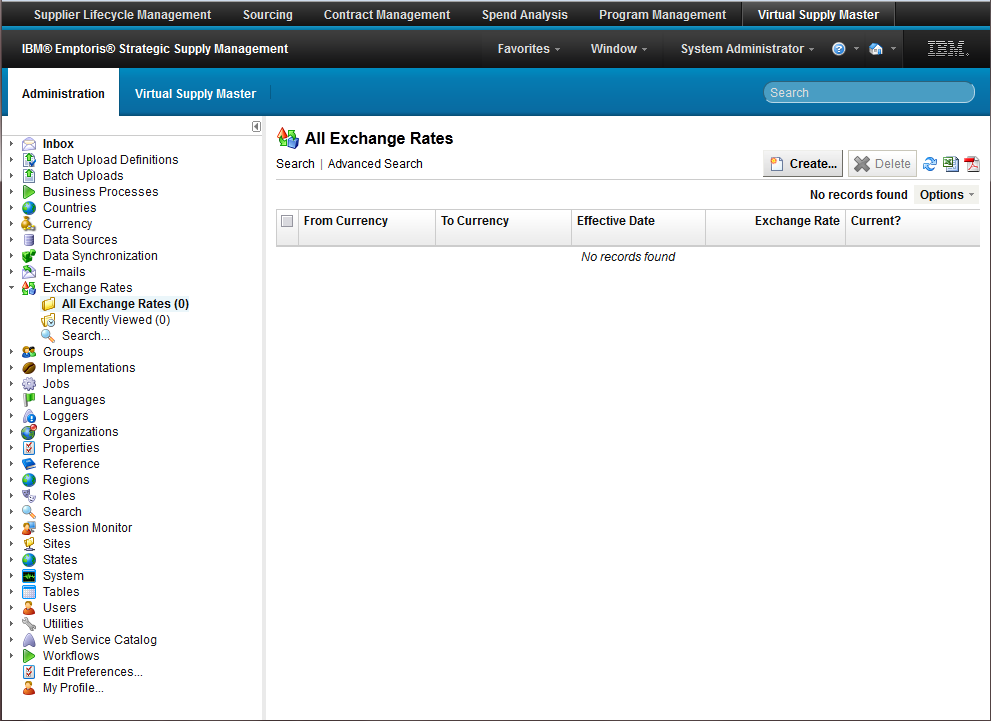 Supplier Lifecycle Management Sourcing Contract Management Spend Analysis Program Management Virtual Supply Master
IBM® Emptoris® Strategic Supply Management Favorites Window System Administrator IBM.
Administration Virtual Supply Master Search
Inbox
Batch Upload Definitions
Batch Uploads
Business Processes
Countries
Currency
Data Sources
Data Synchronization
E-mails
Exchange Rates
All Exchange Rates (0)
Recently Viewed (0)
Search...
Groups
Implementations
Jobs
Languages
Loggers
Organizations
Properties
Reference
Regions
Roles
Search
Session Monitor
Sites
States
System
Tables
Users
Utilities
Web Service Catalog
Workflows
Edit Preferences...
My Profile...
All Exchange Rates
Search | Advanced Search Create... Delete
No records found Options
From Currency To Currency Effective Date Exchange Rate Current?
No records found